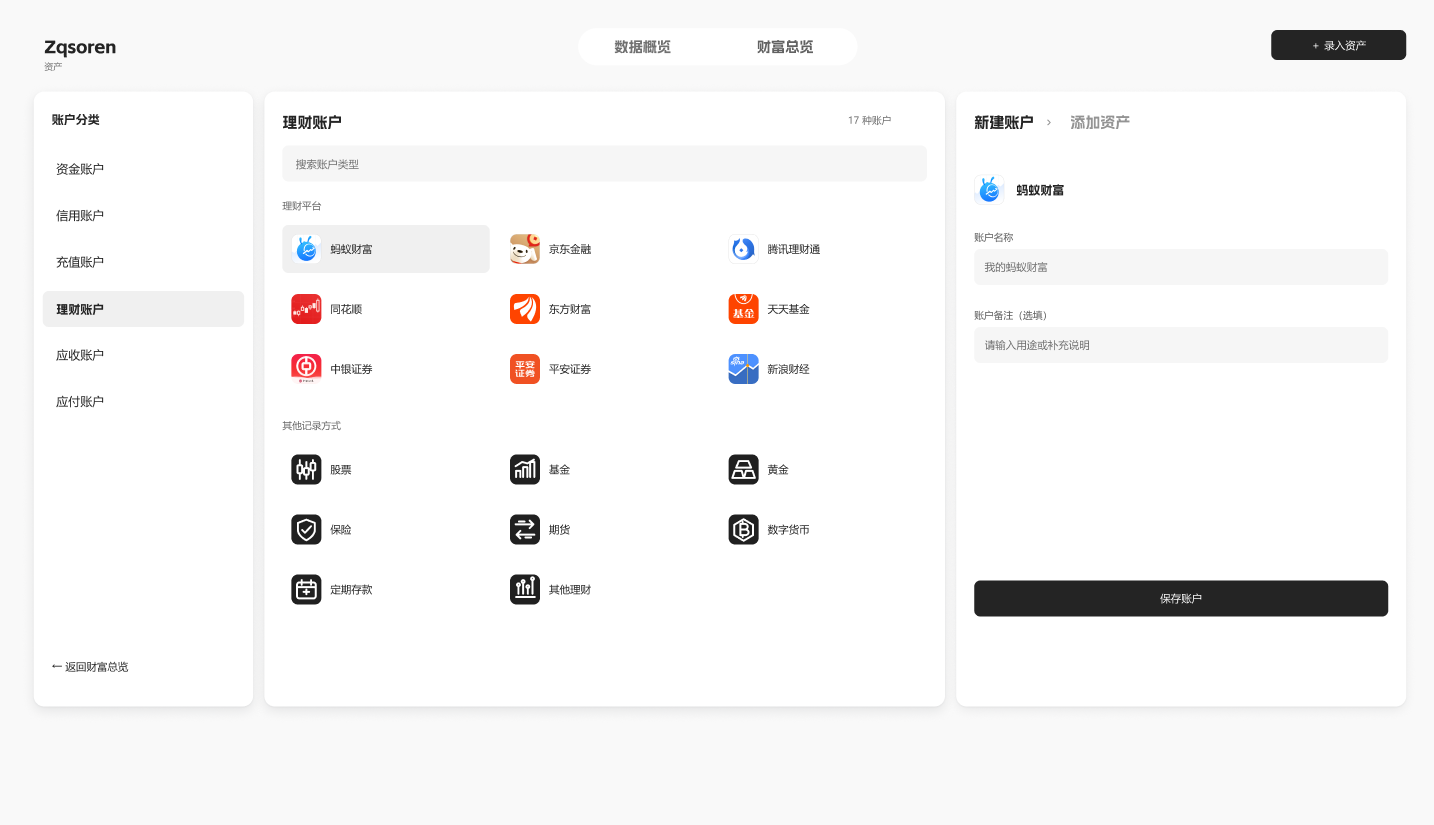 Zqsoren
资产
数据概览
财富总览
+ 录入资产
账户分类
资金账户
信用账户
充值账户
理财账户
应收账户
应付账户
← 返回财富总览
理财账户
17 种账户
搜索账户类型
理财平台
蚂蚁财富
京东金融
腾讯理财通
同花顺
东方财富
基金
天天基金
中银证券
平安证券
平安证券
sina
新浪财经
其他记录方式
股票
基金
黄金
保险
期货
数字货币
定期存款
其他理财
新建账户 › 添加资产
蚂蚁财富
账户名称
我的蚂蚁财富
账户备注（选填）
请输入用途或补充说明
保存账户